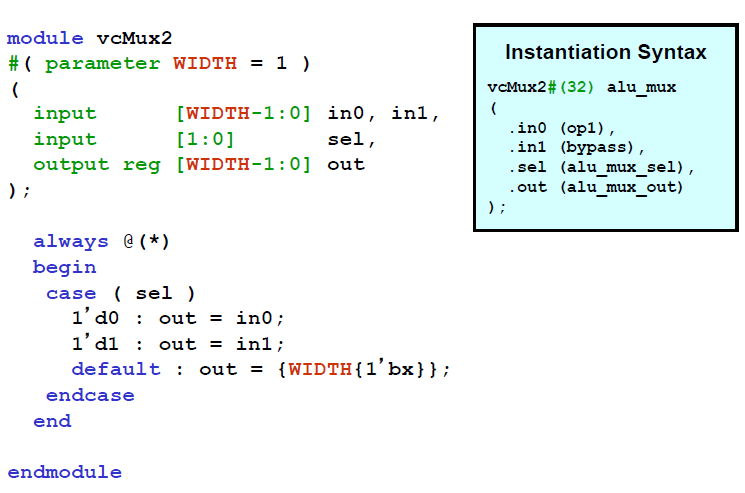 module vcMux2
#( parameter WIDTH = 1 )
(
  input       [WIDTH-1:0] in0, in1,
  input       [1:0]       sel,
  output reg [WIDTH-1:0] out
);

  always @(*)
  begin
   case ( sel )
     1’d0 : out = in0;
     1’d1 : out = in1;
     default : out = {WIDTH{1’bx}};
   endcase
  end

endmodule

Instantiation Syntax
vcMux2#(32) alu_mux
(
  .in0 (op1),
  .in1 (bypass),
  .sel (alu_mux_sel),
  .out (alu_mux_out)
);